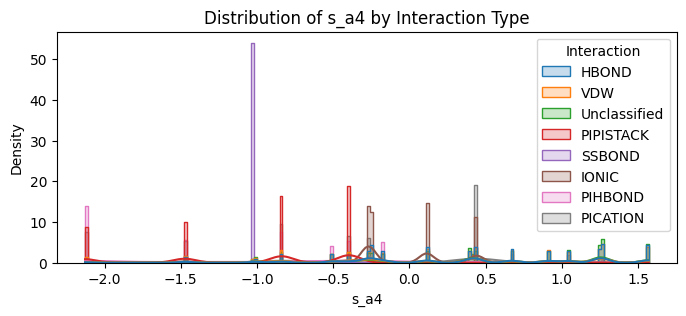 Distribution of s_a4 by Interaction Type
Density
50
40
30
20
10
0
Interaction
HBOND
VDW
Unclassified
PIPISTACK
SSBOND
IONIC
PIHBOND
PICATION
−2.0 −1.5 −1.0 −0.5 0.0 0.5 1.0 1.5
s_a4